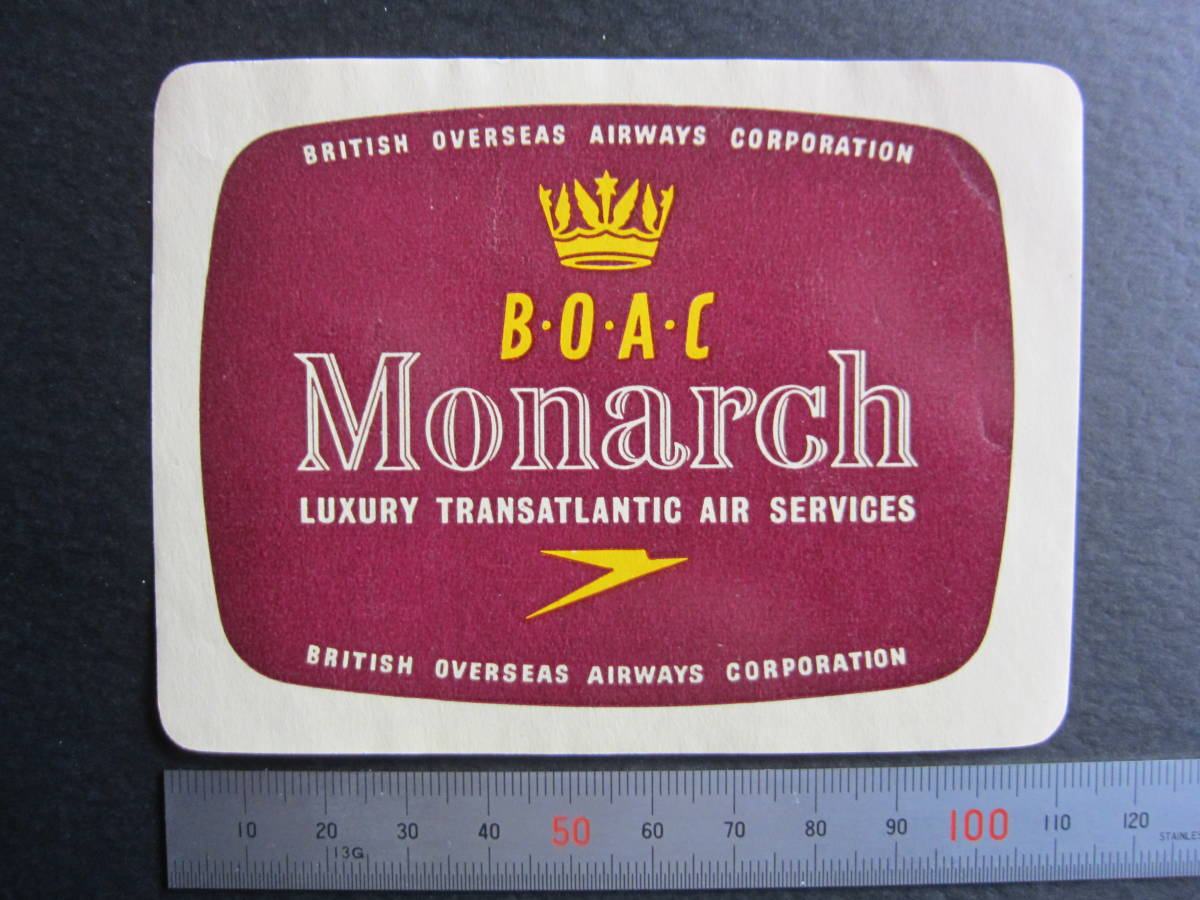 BRITISH OVERSEAS AIRWAYS CORPORATION
B·O·A·C
Monarch
LUXURY TRANSATLANTIC AIR SERVICES
BRITISH OVERSEAS AIRWAYS CORPORATION
10 20 30 40 50 60 70 80 90 100 110 120
13G